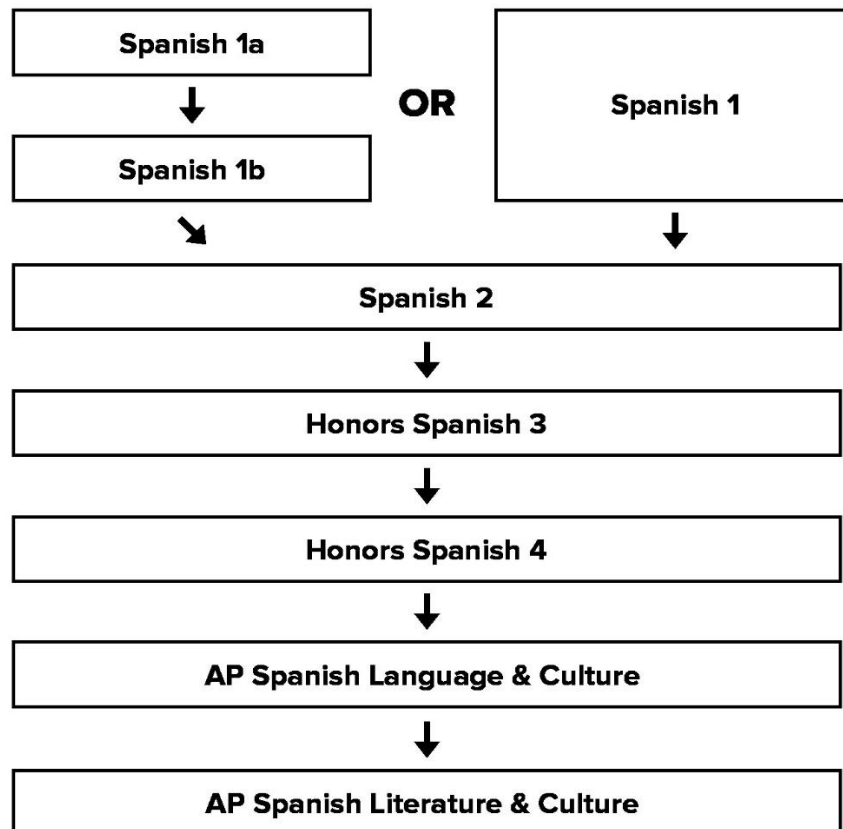 Spanish 1a
OR
Spanish 1
Spanish 1b
Spanish 2
Honors Spanish 3
Honors Spanish 4
AP Spanish Language & Culture
AP Spanish Literature & Culture